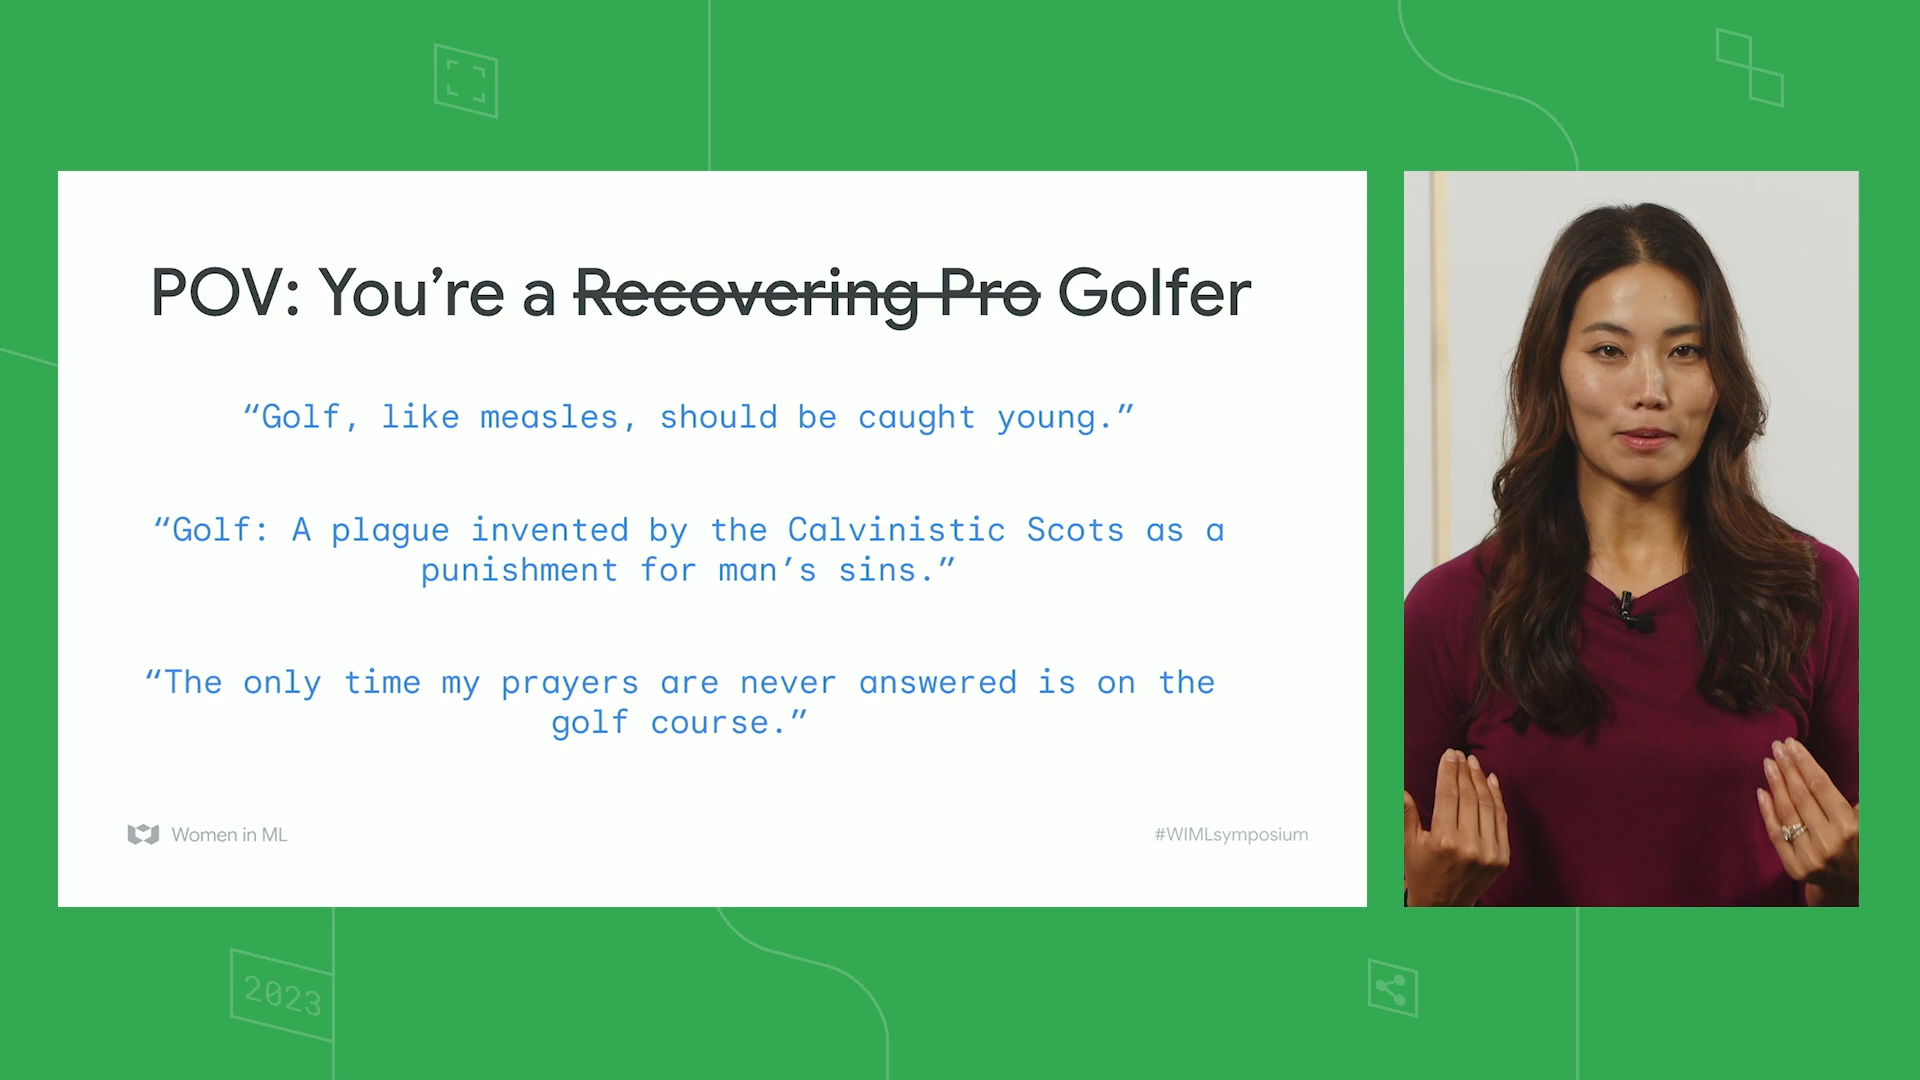 POV: You’re a Recovering Pro Golfer
“Golf, like measles, should be caught young.”
“Golf: A plague invented by the Calvinistic Scots as a
punishment for man’s sins.”
“The only time my prayers are never answered is on the
golf course.”
Women in ML
#WIMLsymposium
2023